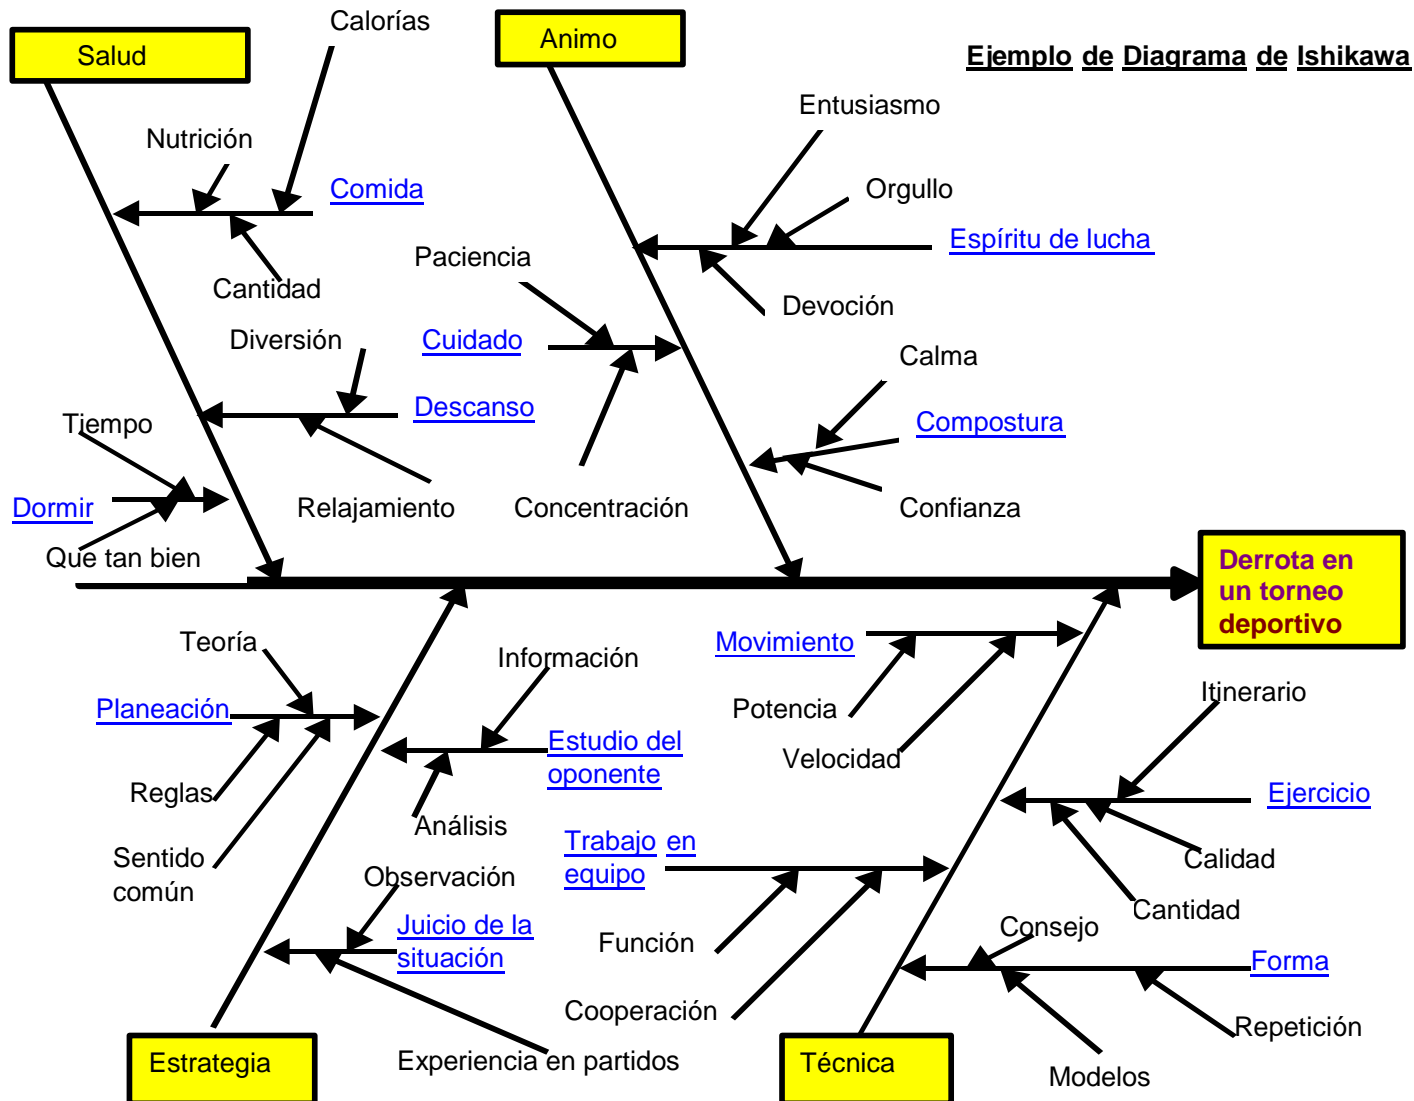 Calorías
Salud
Animo
Ejemplo de Diagrama de Ishikawa
Entusiasmo
Nutrición
Comida
Orgullo
Espíritu de lucha
Paciencia
Cantidad
Devoción
Diversión
Cuidado
Calma
Descanso
Compostura
Tiempo
Dormir
Relajamiento
Concentración
Confianza
Que tan bien
Derrota en
un torneo
deportivo
Teoría
Información
Movimiento
Itinerario
Planeación
Potencia
Estudio del
oponente
Velocidad
Reglas
Ejercicio
Análisis
Trabajo en
equipo
Sentido
común
Calidad
Observación
Cantidad
Juicio de la
situación
Consejo
Función
Forma
Cooperación
Repetición
Estrategia
Experiencia en partidos
Técnica
Modelos